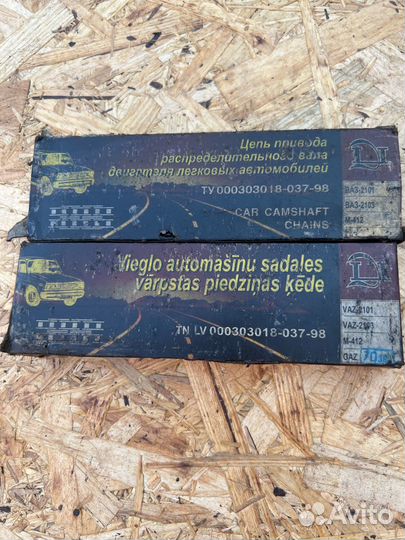 Цепь привода
распределительного вала
двигателя легковых автомобилей
ТУ 000303018-037-98
CAR CAMSHAFT
CHAINS
ВАЗ-2101
ВАЗ-2103
М-412
Vieglo automašīnu sadales
vārpstas piedziņas ķēde
TN LV 000303018-037-98
VAZ-2101
VAZ-2103
M-412
GAZ
Avito